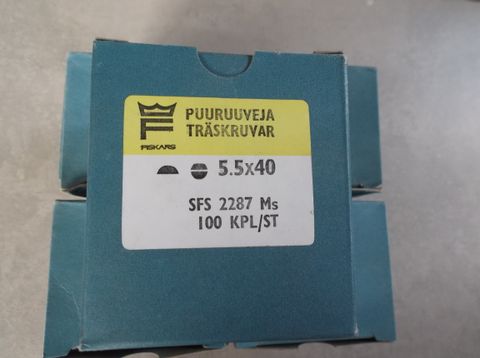 PUURUUVEJA
TRÄSKRUVAR
FISKARS
5.5x40
SFS 2287 Ms
100 KPL/ST